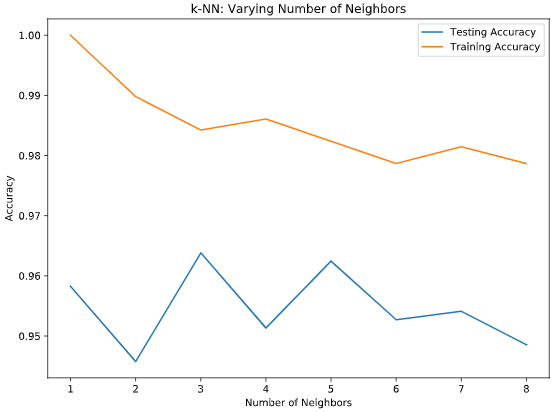 k-NN: Varying Number of Neighbors
Testing Accuracy
Training Accuracy
1.00
0.99
0.98
0.97
0.96
0.95
Accuracy
1 2 3 4 5 6 7 8
Number of Neighbors